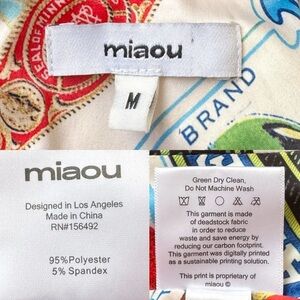 SEAL OF MINN
miaou
M
BRAND
miaou
Designed in Los Angeles
Made in China
RN#156492
95%Polyester
5% Spandex
Green Dry Clean,
Do Not Machine Wash
This garment is made
of deadstock fabric
in order to reduce
waste and save energy by
reducing our carbon footprint.
This garment was digitally printed
as a sustainable printing solution.
This print is proprietary of
miaou ©